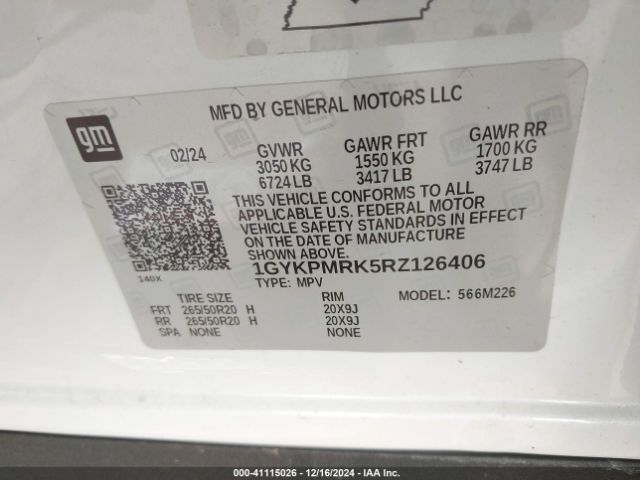 MFD BY GENERAL MOTORS LLC
gm
02/24 GVWR GAWR FRT GAWR RR
3050 KG 1550 KG 1700 KG
6724 LB 3417 LB 3747 LB
THIS VEHICLE CONFORMS TO ALL
APPLICABLE U.S. FEDERAL MOTOR
VEHICLE SAFETY STANDARDS IN EFFECT
ON THE DATE OF MANUFACTURE
SHOWN ABOVE.
1GYKPMRK5RZ126406
140X
TYPE: MPV
TIRE SIZE RIM MODEL: 566M226
FRT 265/50R20 H 20X9J
RR 265/50R20 H 20X9J
SPA NONE NONE
000-41115026 - 12/16/2024 - IAA Holdings, LLC.